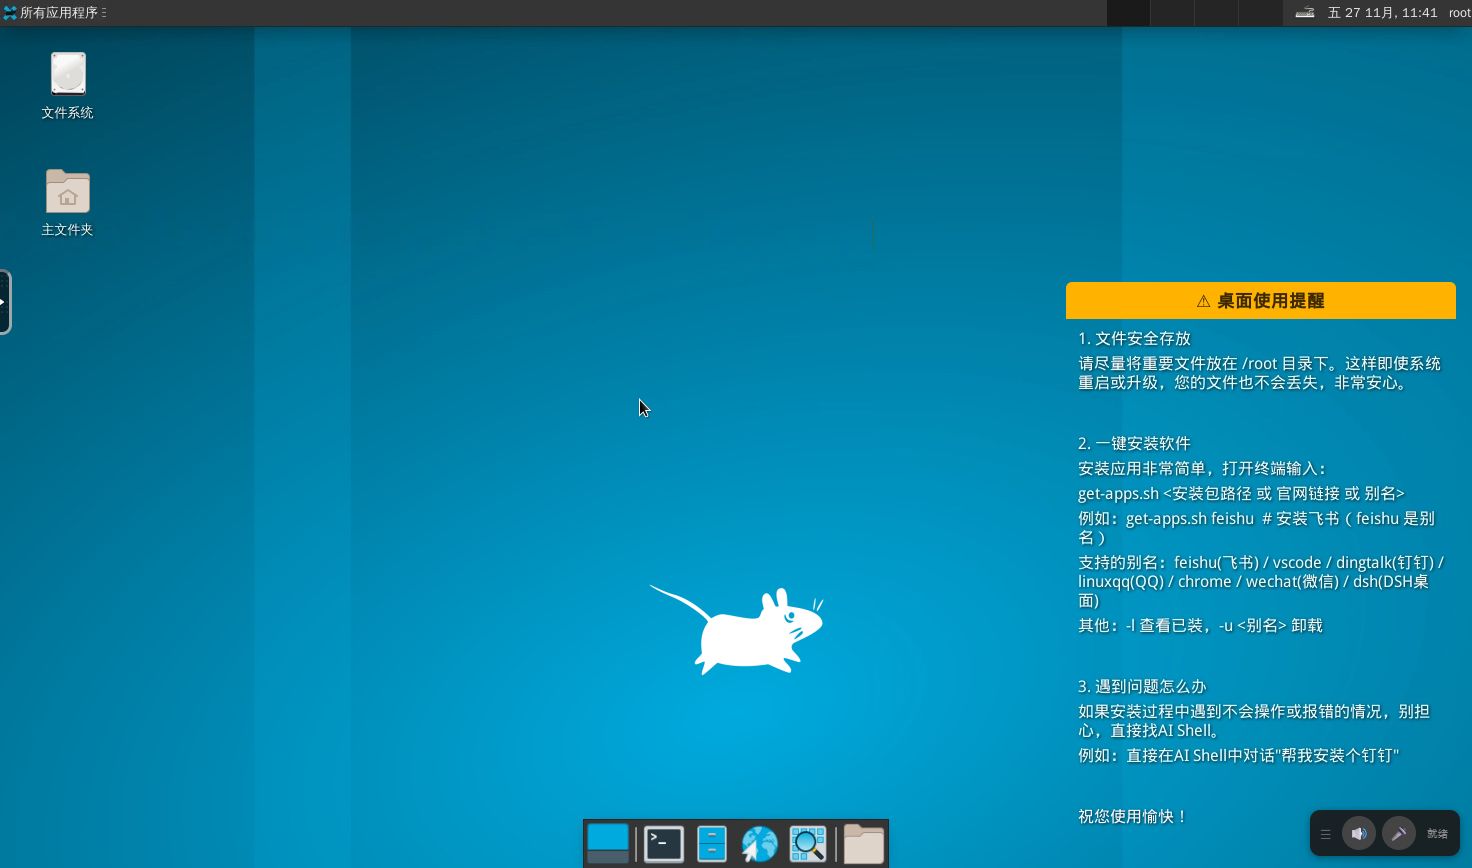 所有应用程序
五 27 11月, 11:41
root
文件系统
主文件夹
⚠ 桌面使用提醒
1. 文件安全存放
请尽量将重要文件放在 /root 目录下。这样即使系统
重启或升级，您的文件也不会丢失，非常安心。
2. 一键安装软件
安装应用非常简单，打开终端输入：
get-apps.sh <安装包路径 或 官网链接 或 别名>
例如：get-apps.sh feishu  # 安装飞书（feishu 是别
名）
支持的别名：feishu(飞书) / vscode / dingtalk(钉钉) /
linuxqq(QQ) / chrome / wechat(微信) / dsh(DSH桌
面)
其他：-l 查看已装，-u <别名> 卸载
3. 遇到问题怎么办
如果安装过程中遇到不会操作或报错的情况，别担
心，直接找AI Shell。
例如：直接在AI Shell中对话"帮我安装个钉钉"
祝您使用愉快！
就绪